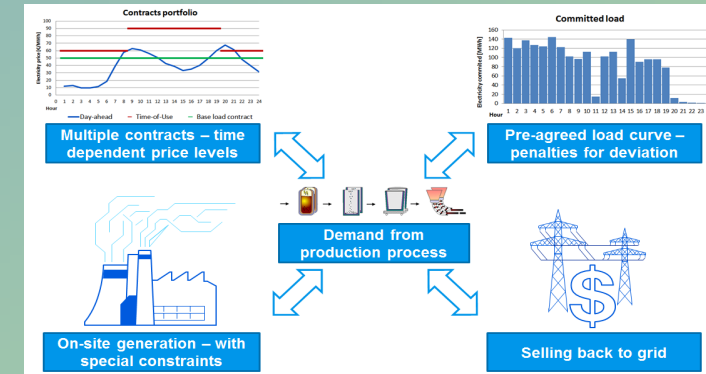 Contracts portfolio
Electricity price [€/MWh]
100
90
80
70
60
50
40
30
20
10
0
0 1 2 3 4 5 6 7 8 9 10 11 12 13 14 15 16 17 18 19 20 21 22 23 24
Hour
Day-ahead Time-of-Use Base load contract
Multiple contracts – time
dependent price levels
Committed load
Electricity commited [MWh]
160
140
120
100
80
60
40
20
0
0 1 2 3 4 5 6 7 8 9 10 11 12 13 14 15 16 17 18 19 20 21 22 23
Hour
Pre-agreed load curve –
penalties for deviation
Demand from
production process
On-site generation – with
special constraints
$
Selling back to grid